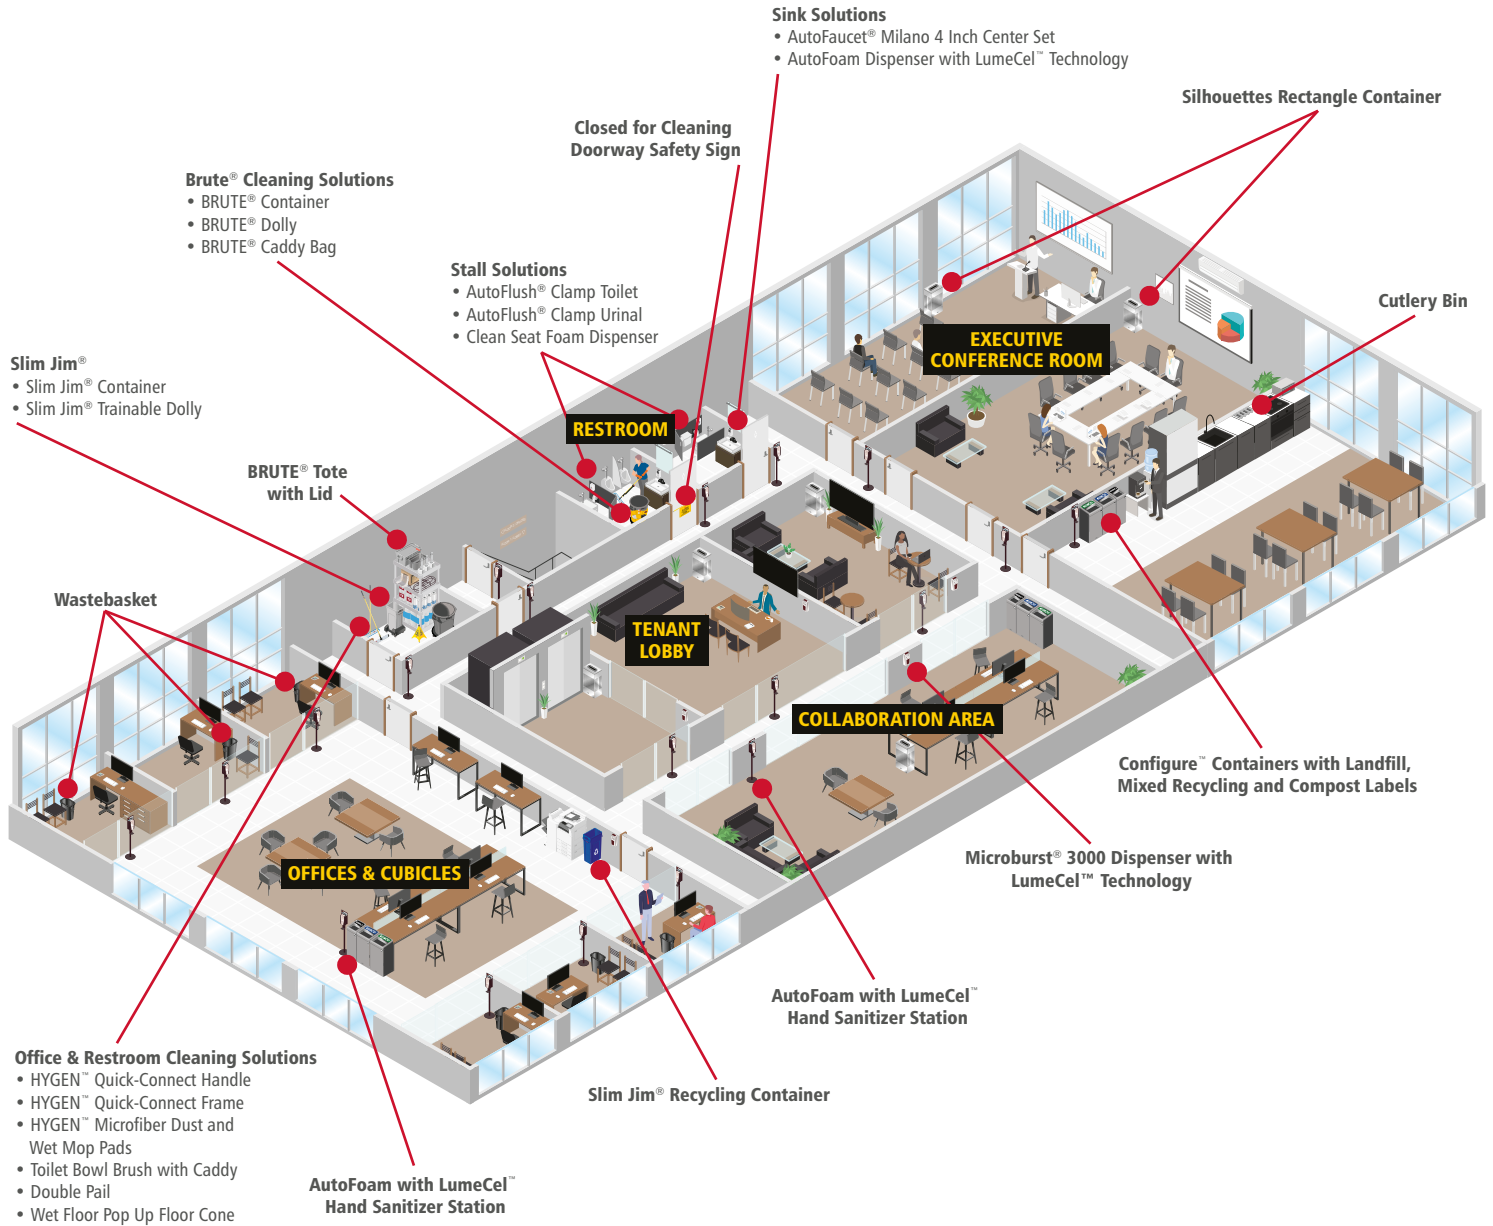 Sink Solutions
• AutoFaucet® Milano 4 Inch Center Set
• AutoFoam Dispenser with LumeCel™ Technology
Silhouettes Rectangle Container
Closed for Cleaning
Doorway Safety Sign
Brute® Cleaning Solutions
• BRUTE® Container
• BRUTE® Dolly
• BRUTE® Caddy Bag
Stall Solutions
• AutoFlush® Clamp Toilet
• AutoFlush® Clamp Urinal
• Clean Seat Foam Dispenser
Cutlery Bin
EXECUTIVE
CONFERENCE ROOM
Slim Jim®
• Slim Jim® Container
• Slim Jim® Trainable Dolly
RESTROOM
BRUTE® Tote
with Lid
Wastebasket
TENANT
LOBBY
COLLABORATION AREA
Configure™ Containers with Landfill,
Mixed Recycling and Compost Labels
Microburst® 3000 Dispenser with
LumeCel™ Technology
OFFICES & CUBICLES
AutoFoam with LumeCel™
Hand Sanitizer Station
Slim Jim® Recycling Container
Office & Restroom Cleaning Solutions
• HYGEN™ Quick-Connect Handle
• HYGEN™ Quick-Connect Frame
• HYGEN™ Microfiber Dust and
Wet Mop Pads
• Toilet Bowl Brush with Caddy
• Double Pail
• Wet Floor Pop Up Floor Cone
AutoFoam with LumeCel™
Hand Sanitizer Station